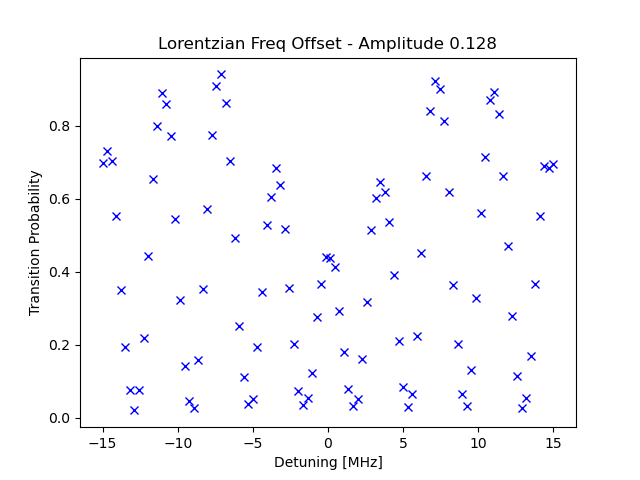 Lorentzian Freq Offset - Amplitude 0.128
Transition Probability
0.8
0.6
0.4
0.2
0.0
−15 −10 −5 0 5 10 15
Detuning [MHz]